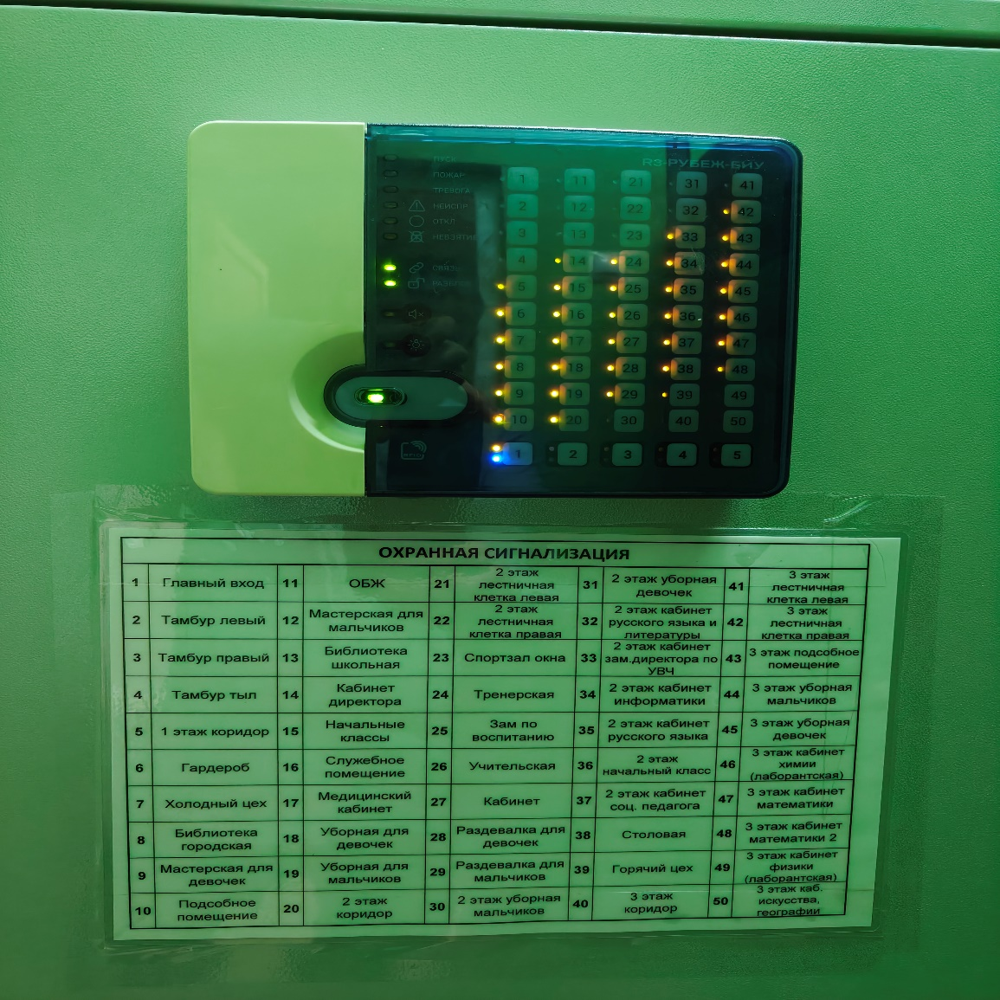 R3-РУБЕЖ-БИУ
ПУСК
ПОЖАР
ТРЕВОГА
НЕИСПР
ОТКЛ
НЕВЗЯТИЕ
СВЯЗЬ
1 11 21 31 41
2 12 22 32 42
3 13 23 33 43
4 14 24 34 44
5 15 25 35 45
6 16 26 36 46
7 17 27 37 47
8 18 28 38 48
9 19 29 39 49
10 20 30 40 50
1 2 3 4 5
ОХРАННАЯ СИГНАЛИЗАЦИЯ
1 Главный вход 11 ОБЖ 21 2 этаж лестничная клетка левая 31 2 этаж уборная девочек 41 3 этаж лестничная клетка левая
2 Тамбур левый 12 Мастерская для мальчиков 22 2 этаж лестничная клетка правая 32 2 этаж кабинет русского языка и литературы 42 3 этаж лестничная клетка правая
3 Тамбур правый 13 Библиотека школьная 23 Спортзал окна 33 2 этаж кабинет зам.директора по УВЧ 43 3 этаж подсобное помещение
4 Тамбур тыл 14 Кабинет директора 24 Тренерская 34 2 этаж кабинет информатики 44 3 этаж уборная мальчиков
5 1 этаж коридор 15 Начальные классы 25 Зам по воспитанию 35 2 этаж кабинет русского языка 45 3 этаж уборная девочек
6 Гардероб 16 Служебное помещение 26 Учительская 36 2 этаж начальный класс 46 3 этаж кабинет химии (лаборантская)
7 Холодный цех 17 Медицинский кабинет 27 Кабинет 37 2 этаж кабинет соц. педагога 47 3 этаж кабинет математики
8 Библиотека городская 18 Уборная для девочек 28 Раздевалка для девочек 38 Столовая 48 3 этаж кабинет математики 2
9 Мастерская для девочек 19 Уборная для мальчиков 29 Раздевалка для мальчиков 39 Горячий цех 49 3 этаж кабинет физики (лаборантская)
10 Подсобное помещение 20 2 этаж коридор 30 2 этаж уборная мальчиков 40 3 этаж коридор 50 3 этаж каб. искусства, географии